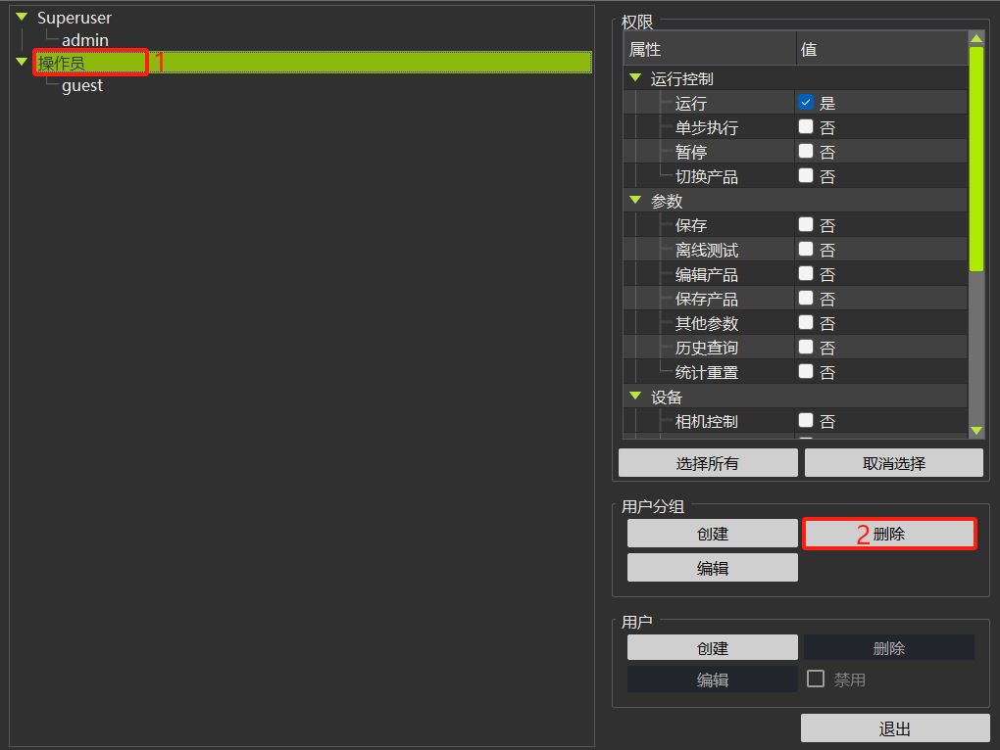 Superuser
admin
操作员 1
guest
权限
属性 值
运行控制
运行 是
单步执行 否
暂停 否
切换产品 否
参数
保存 否
离线测试 否
编辑产品 否
保存产品 否
其他参数 否
历史查询 否
统计重置 否
设备
相机控制 否
选择所有 取消选择
用户分组
创建 2 删除
编辑
用户
创建 删除
编辑 禁用
退出